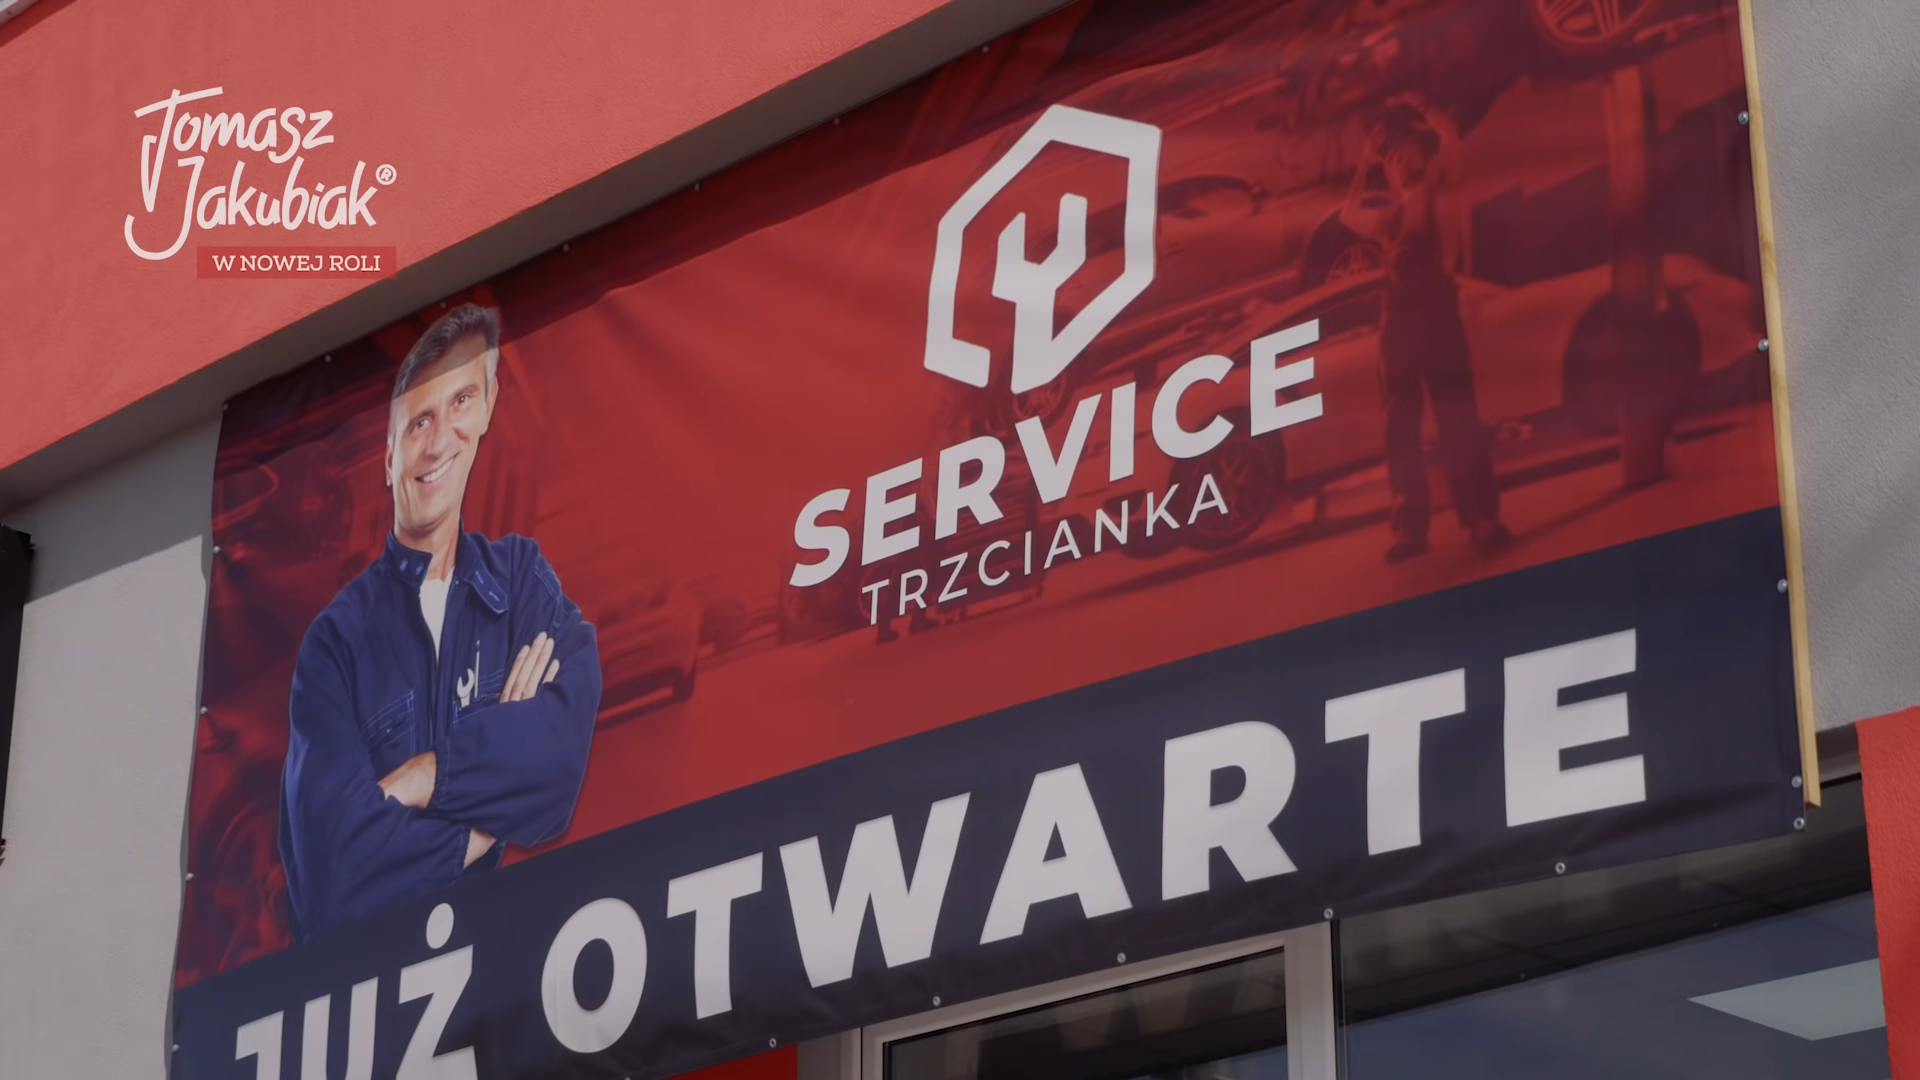 Tomasz
Jakubiak®
W NOWEJ ROLI
SERVICE
TRZCIANKA
JUŻ OTWARTE